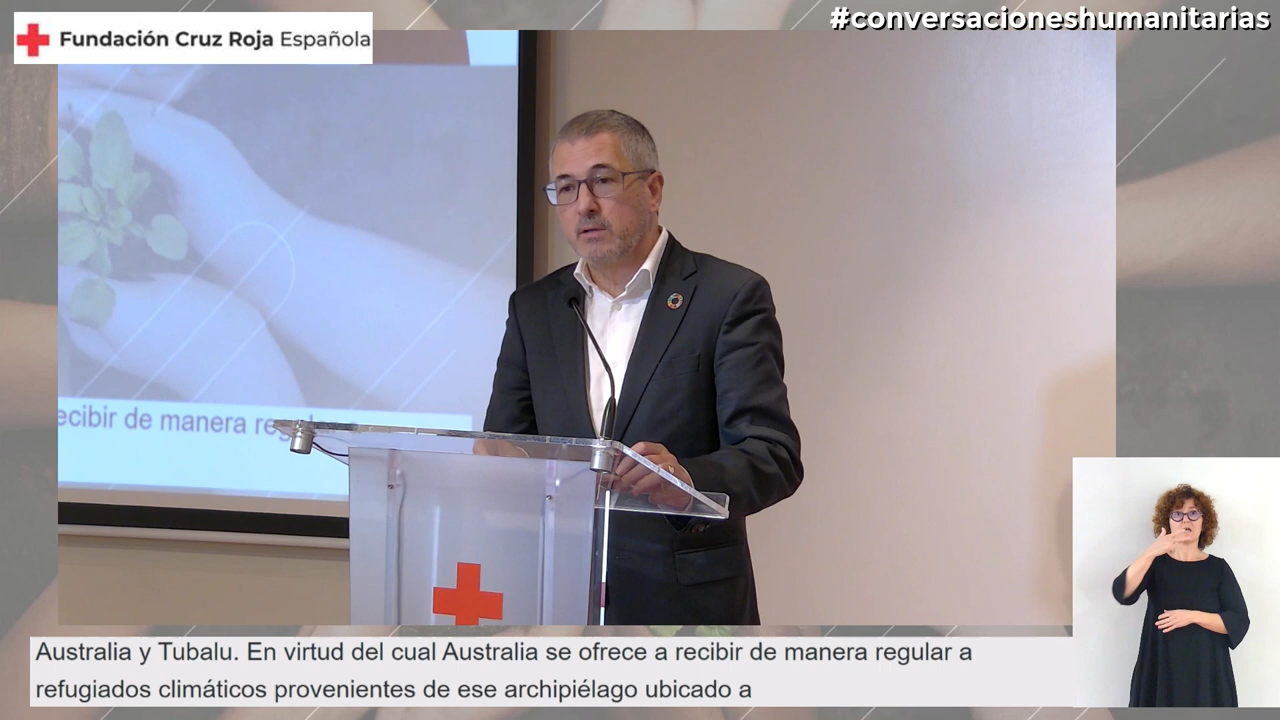 #conversacioneshumanitarias
Fundación Cruz Roja Española
ecibir de manera re
Australia y Tubalu. En virtud del cual Australia se ofrece a recibir de manera regular a
refugiados climáticos provenientes de ese archipiélago ubicado a